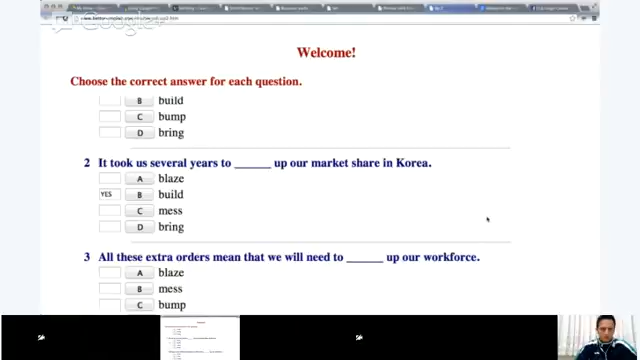 Welcome!
Choose the correct answer for each question.
B build
C bump
D bring
2 It took us several years to ______ up our market share in Korea.
A blaze
YES B build
C mess
D bring
3 All these extra orders mean that we will need to ______ up our workforce.
A blaze
B mess
C bump